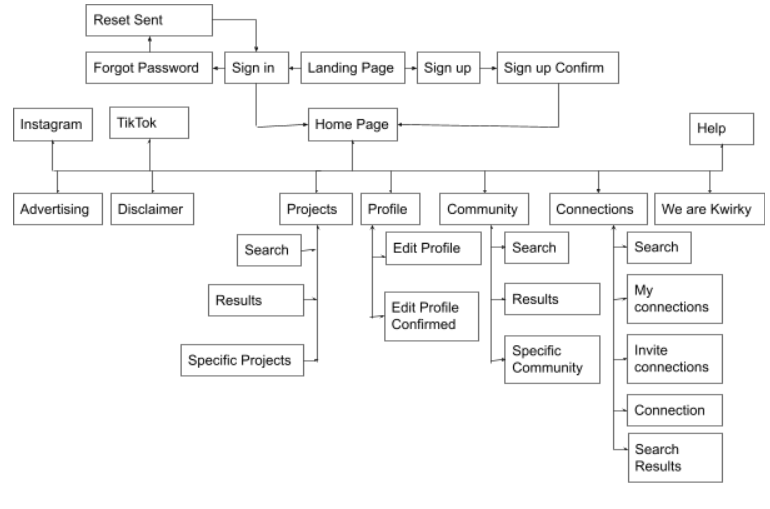 Reset Sent
Forgot Password
Sign in
Landing Page
Sign up
Sign up Confirm
Instagram
TikTok
Home Page
Help
Advertising
Disclaimer
Projects
Profile
Community
Connections
We are Kwirky
Search
Results
Specific Projects
Edit Profile
Edit Profile
Confirmed
Search
Results
Specific
Community
Search
My
connections
Invite
connections
Connection
Search
Results